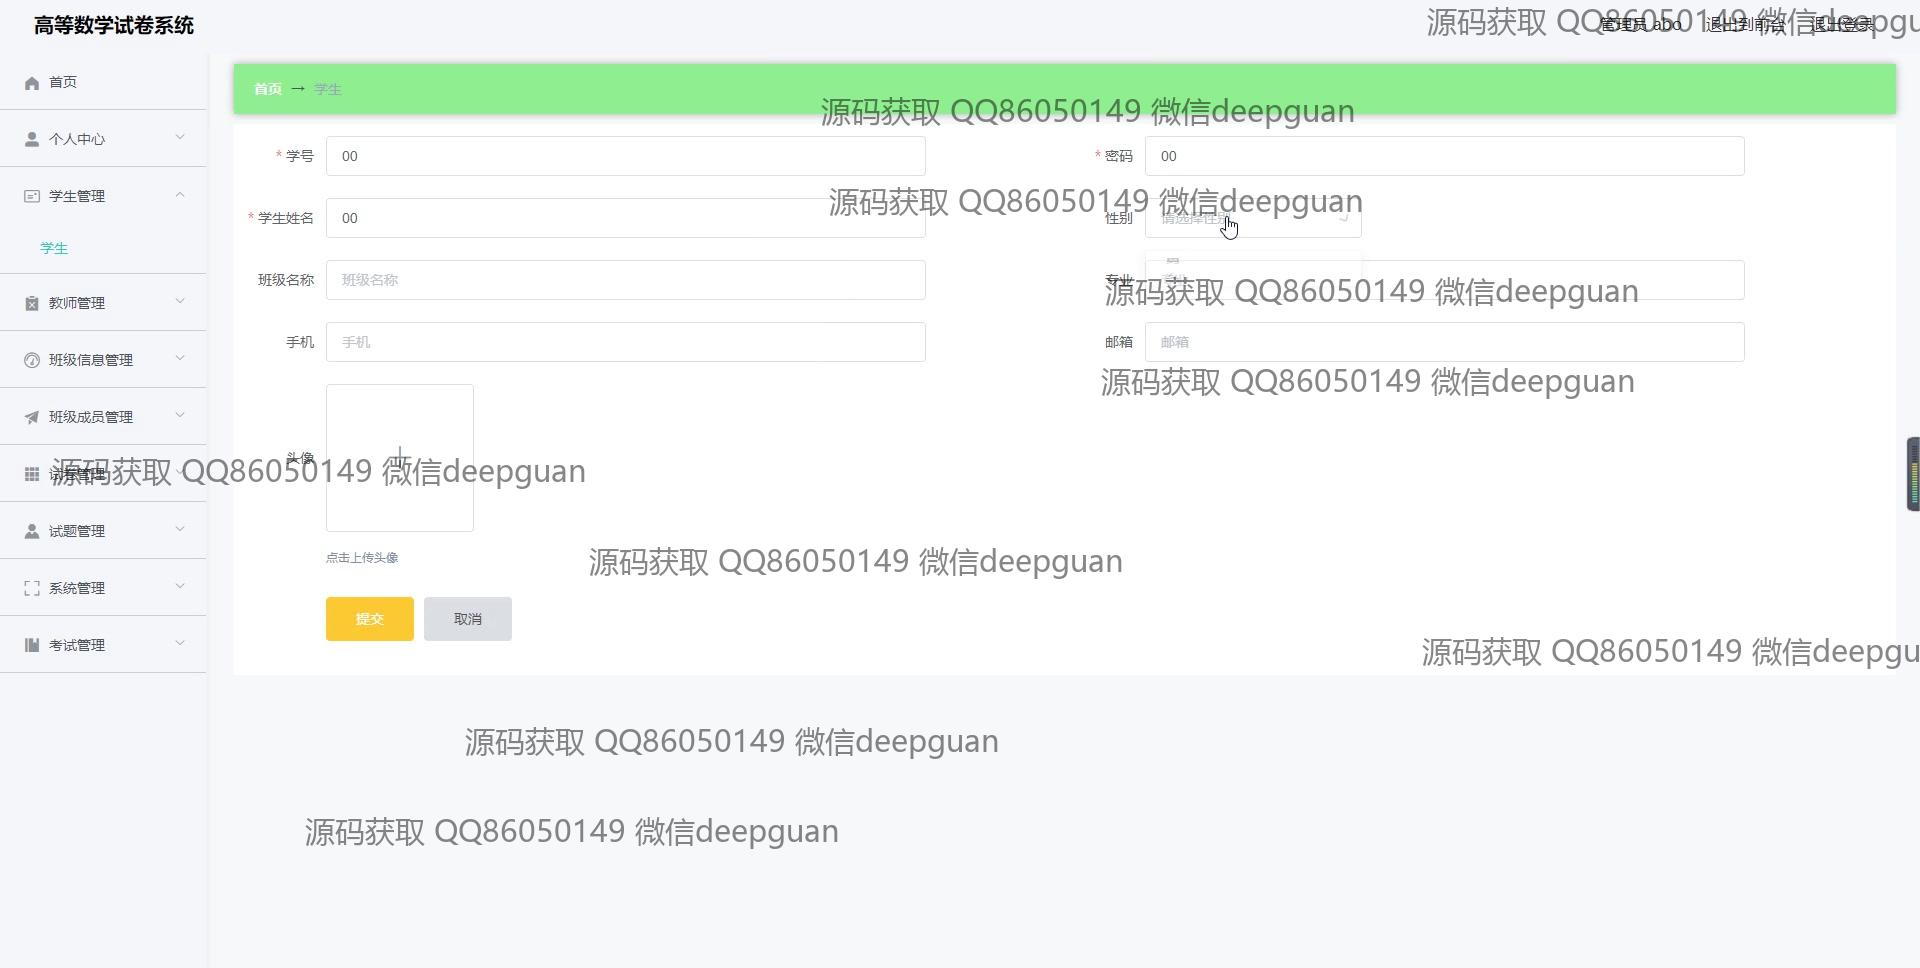 高等数学试卷系统
管理员 abo 退出到前台 退出登录
源码获取 QQ86050149 微信deepgu
首页
个人中心
学生管理
学生
教师管理
班级信息管理
班级成员管理
试卷管理
试题管理
系统管理
考试管理
首页 → 学生
源码获取 QQ86050149 微信deepguan
* 学号 00
* 密码 00
源码获取 QQ86050149 微信deepguan
* 学生姓名 00
性别 请选择性别
班级名称 班级名称
专业
源码获取 QQ86050149 微信deepguan
手机 手机
邮箱 邮箱
源码获取 QQ86050149 微信deepguan
头像
源码获取 QQ86050149 微信deepguan
点击上传头像
源码获取 QQ86050149 微信deepguan
提交 取消
源码获取 QQ86050149 微信deepgu
源码获取 QQ86050149 微信deepguan
源码获取 QQ86050149 微信deepguan